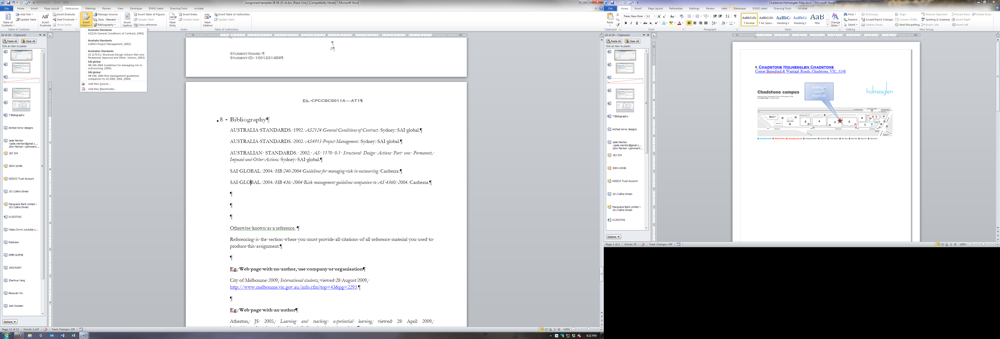 Assignment template 28-04-15 v4.doc [Read-Only] [Compatibility Mode] - Microsoft Word
File Home Insert Page Layout References Mailings Review View Developer DYMO Label Drawing Tools Acrobat
Table of Contents
Add Text
Update Table
Table of Contents
AB¹ Insert Footnote
Insert Endnote
Next Footnote
Show Notes
Footnotes
Insert Citation
Manage Sources
Style: Harvard
Bibliography
Insert Caption
Insert Table of Figures
Update Table
Cross-reference
Mark Entry
Insert Index
Update Index
Index
Mark Citation
Insert Table of Authorities
Update Table
Table of Authorities
Australia Standards
AS2124 General Conditions of Contract, (1992)
Australia Standards
AS4915 Project Management, (2002)
Australian Standards
AS 1170 0.1 Structural Design Actions Part one:
Permanent, Imposed and Other Actions, (2002)
SAI global
HB 240-2004 Guidelines for managing risk in
outsourcing, (2004)
SAI global
HB 436: 2004 Risk management guidelines
companion to AS 4360: 2004, (2004)
Add New Source...
Add New Placeholder...
24 of 24 - Clipboard
Paste All Clear All
Click an item to paste:
7 Bibliography
etched mirror designs
Jade Meriton
<jade.meriton@gmail.c...
John Meriton <johnmerit...
183 334
3004-10446
NODCO Trust Account
101 Collins Street
Macquarie Bank Limited –
101 Collins Street
013537342
https://www.youtube.c...
Robinson
DPBP1A3FSE
100241907
Zhenhua Yang
Baoxuan Wu
Joel Wooden
Options
¶
6¶
Student·Name:·¶
Student·ID:·1001231456¶
Eg.·CPCCBC5011A·–·AT1¶
8 → Bibliography¶
AUSTRALIA·STANDARDS.·1992.·AS2124·General·Conditions·of·Contract.·Sydney:·SAI·global.¶
AUSTRALIA·STANDARDS.·2002.·AS4915·Project·Management.·Sydney:·SAI·global.¶
AUSTRALIAN·STANDARDS.·2002.·AS·1170·0.1·Structural·Design·Actions·Part·one:·Permanent,·
Imposed·and·Other·Actions.·Sydney:·SAI·global.¶
SAI·GLOBAL.·2004.·HB·240-2004·Guidelines·for·managing·risk·in·outsourcing.·Canberra.¶
SAI·GLOBAL.·2004.·HB·436:·2004·Risk·management·guidelines·companion·to·AS·4360:·2004.·Canberra.¶
¶
¶
¶
Otherwise·known·as·a·reference.·¶
Referencing·is·the·section·where·you·must·provide·all·citations·of·all·reference·material·you·used·to·
produce·this·assignment.¶
¶
Eg.·Web·page·with·no·author,·use·company·or·organisation¶
City·of·Melbourne·2009,·International·students,·viewed·28·August·2009,·
http://www.melbourne.vic.gov.au/info.cfm?top=43&pg=2293.¶
¶
Eg.·Web·page·with·an·author¶
Atherton,·JS·2005,·Learning·and·teaching:·experiential·learning,·viewed·28·April·2009,·
Page: 12 of 13 Words: 1,147 Track Changes: Off 150%
8:22 PM
Chadstone Holmesglen Map.docx - Microsoft Word
File Home Insert Page Layout References Mailings Review View Developer DYMO Label Drawing Tools Acrobat
Paste
Clipboard
Times New Rom 12
Font
Paragraph
AaBbCcDc AaBbCcDc AaBbC AaBbCc AaB
¶ Normal ¶ No Spaci... Heading 1 Heading 2 Title
Change Styles
Styles
Find
Replace
Select
Editing
Dictionary Align Remove Hyperlink Insert Rows Delete Rows
Accept/Reject Changes Column Width Spelling & Grammar Insert Right
Address Book Next Misspelling Insert Cells Insert Left
New Group
24 of 24 - Clipboard
Paste All Clear All
Click an item to paste:
7 Bibliography
etched mirror designs
Jade Meriton
<jade.meriton@gmail.c...
John Meriton <johnmerit...
183 334
3004-10446
NODCO Trust Account
101 Collins Street
Macquarie Bank Limited –
101 Collins Street
013537342
Options
• Chadstone Holmesglen Chadstone
Corner Batesford & Warrigal Roads, Chadstone, VIC, 3148
Building 3
Level 2
Room 16
Chadstone campus
holmesglen
9 5 4 3 2 8 1 7 6
Information Point Medical Centre Holmesglen Security Parking Available Cafeteria Train Station Bus Stop Gate One Gate Two Gate Three
Page: 1 of 2 Words: 35 Track Changes: Off 100%